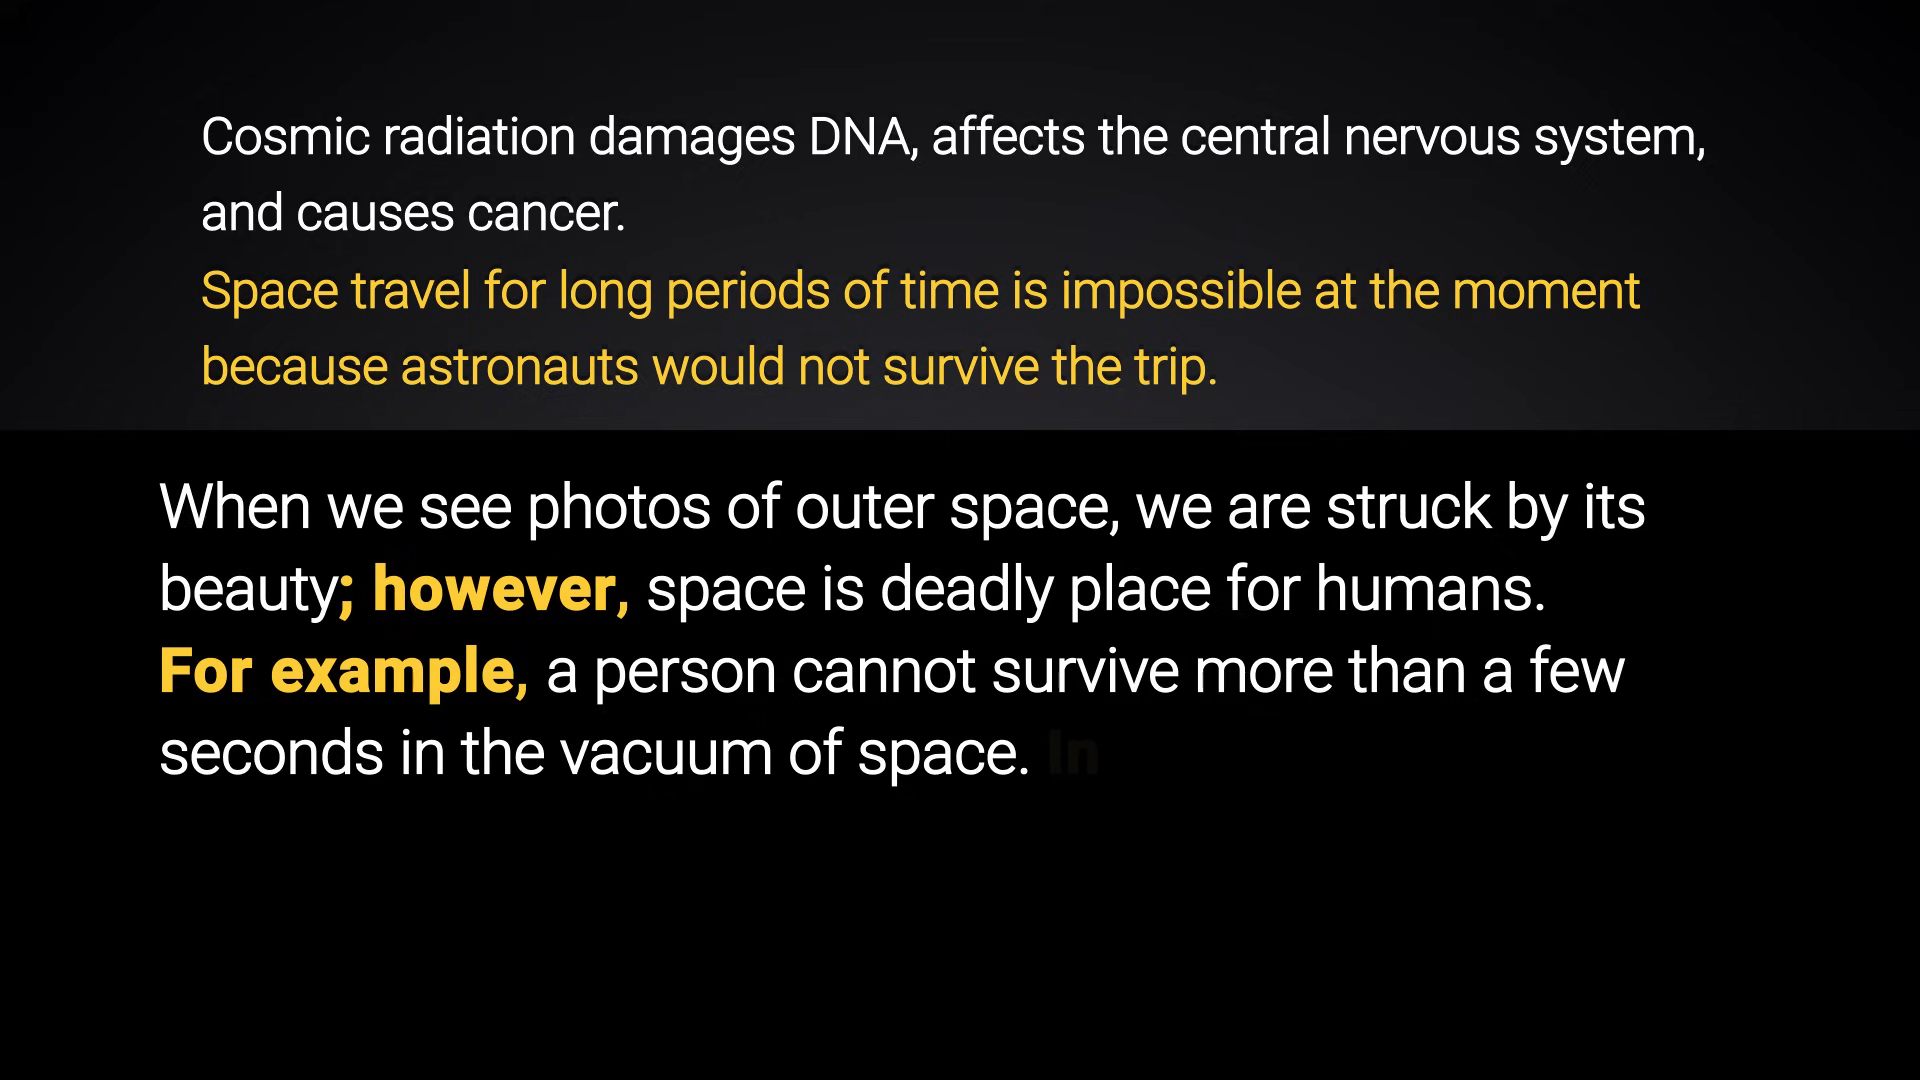 Cosmic radiation damages DNA, affects the central nervous system,
and causes cancer.
Space travel for long periods of time is impossible at the moment
because astronauts would not survive the trip.
When we see photos of outer space, we are struck by its
beauty; however, space is deadly place for humans.
For example, a person cannot survive more than a few
seconds in the vacuum of space. In